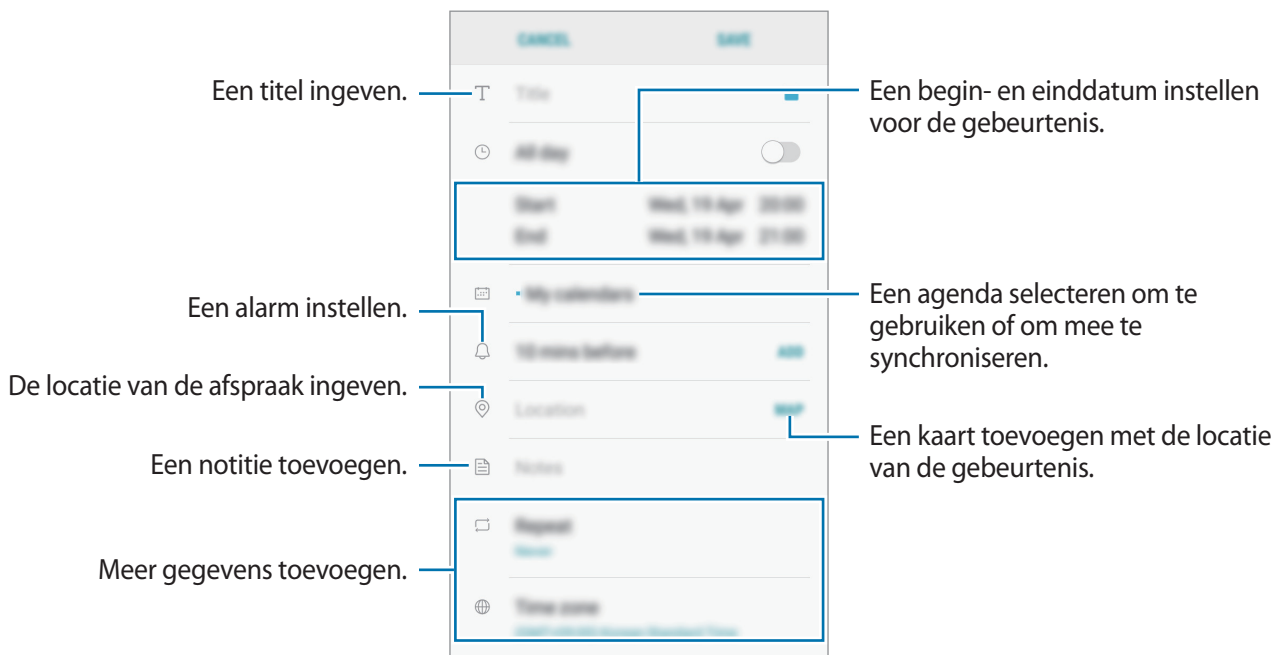 CANCEL
SAVE
Een titel ingeven.
Title
Een begin- en einddatum instellen
voor de gebeurtenis.
All day
Start
Wed, 19 Apr 20:00
End
Wed, 19 Apr 21:00
My calendars
Een agenda selecteren om te
gebruiken of om mee te
synchroniseren.
Een alarm instellen.
10 mins before
ADD
De locatie van de afspraak ingeven.
Location
MAP
Een kaart toevoegen met de locatie
van de gebeurtenis.
Een notitie toevoegen.
Notes
Repeat
Never
Meer gegevens toevoegen.
Time zone